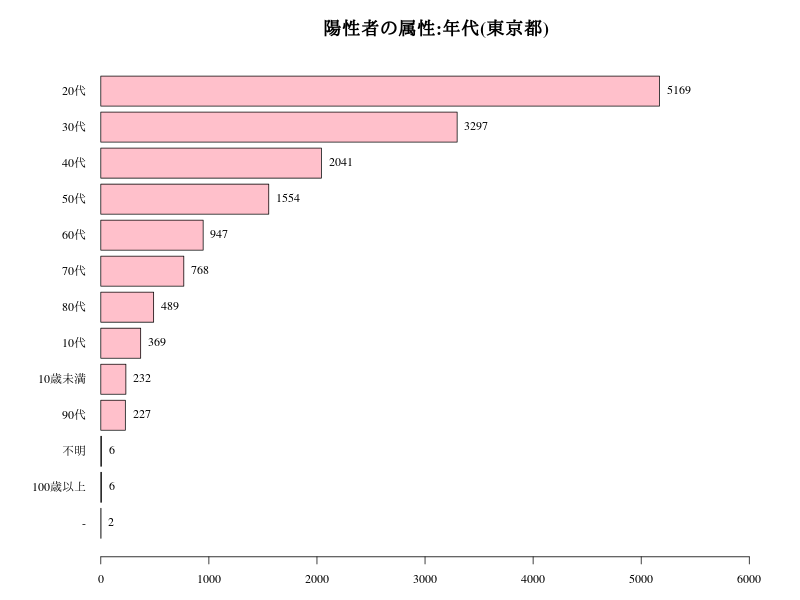 陽性者の属性:年代(東京都)
20代 5169
30代 3297
40代 2041
50代 1554
60代 947
70代 768
80代 489
10代 369
10歳未満 232
90代 227
不明 6
100歳以上 6
- 2
0 1000 2000 3000 4000 5000 6000